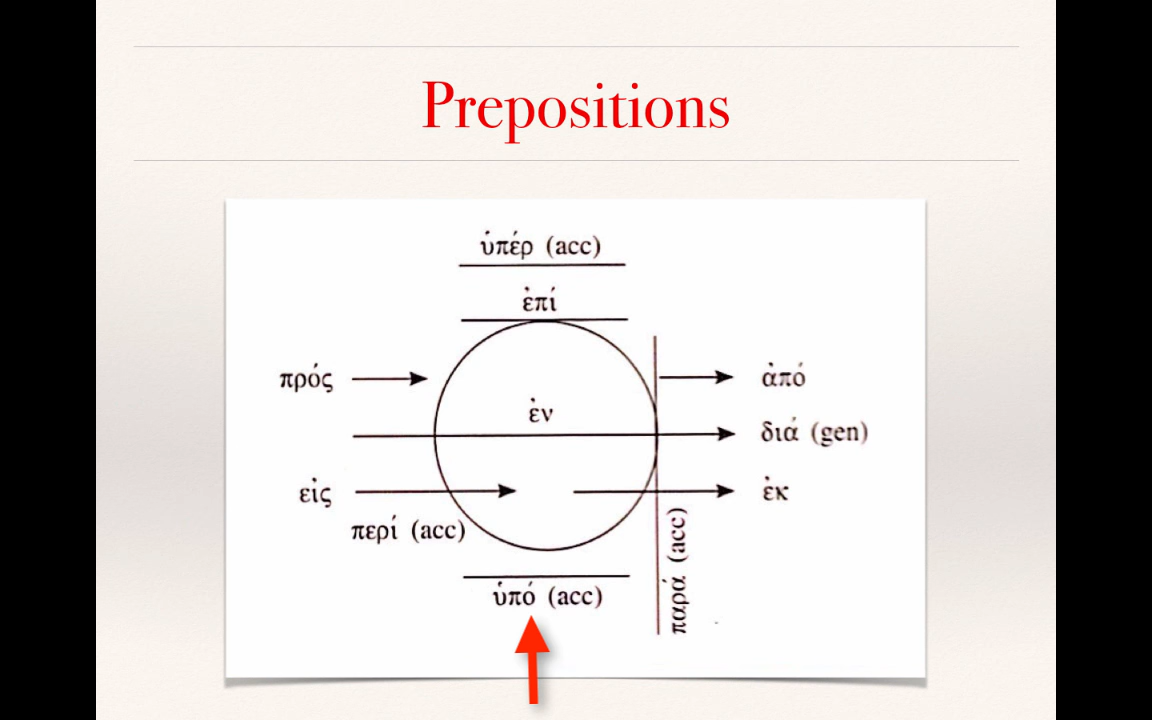 Prepositions
ὑπέρ (acc)
ἐπί
πρός
ἀπό
ἐν
διά (gen)
εἰς
ἐκ
περί (acc)
παρά (acc)
ὑπό (acc)